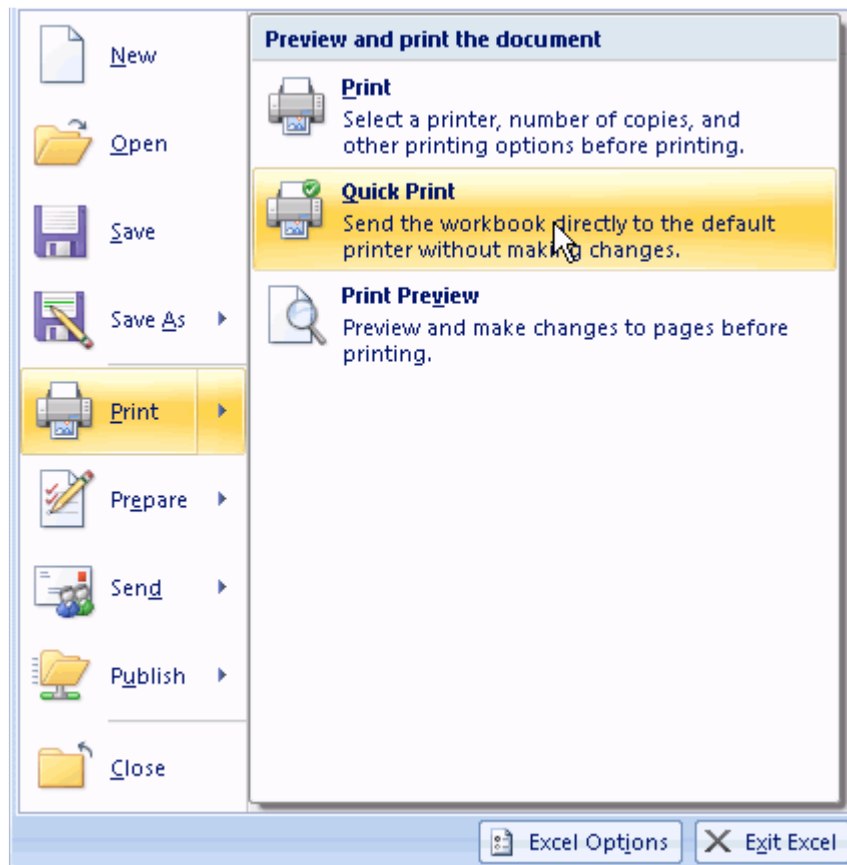 New
Open
Save
Save As
Print
Prepare
Send
Publish
Close
Preview and print the document
Print
Select a printer, number of copies, and
other printing options before printing.
Quick Print
Send the workbook directly to the default
printer without making changes.
Print Preview
Preview and make changes to pages before
printing.
Excel Options
Exit Excel